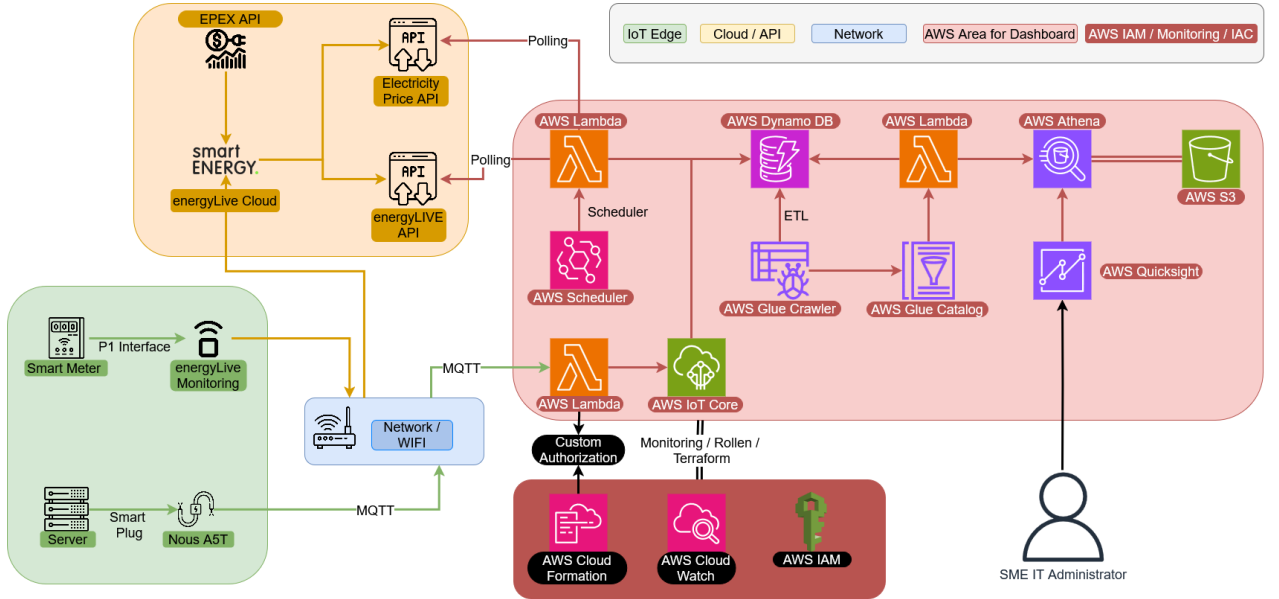 EPEX API
API
Electricity
Price API
smart
ENERGY.
energyLive Cloud
API
energyLIVE
API
Polling
Polling
IoT Edge
Cloud / API
Network
AWS Area for Dashboard
AWS IAM / Monitoring / IAC
AWS Lambda
AWS Dynamo DB
AWS Lambda
AWS Athena
AWS S3
Scheduler
ETL
AWS Scheduler
AWS Glue Crawler
AWS Glue Catalog
AWS Quicksight
Smart Meter
P1 Interface
energyLive
Monitoring
Network /
WIFI
MQTT
AWS Lambda
AWS IoT Core
Custom
Authorization
Monitoring / Rollen /
Terraform
Server
Smart
Plug
Nous A5T
MQTT
AWS Cloud
Formation
AWS Cloud
Watch
AWS IAM
SME IT Administrator